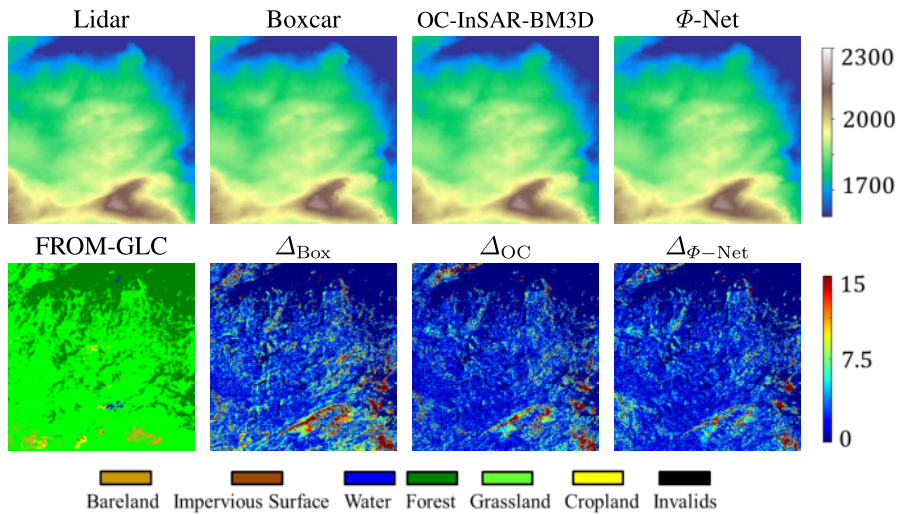 Lidar Boxcar OC-InSAR-BM3D Φ-Net
2300
2000
1700
FROM-GLC Δ_Box Δ_OC Δ_Φ−Net
15
7.5
0
Bareland Impervious Surface Water Forest Grassland Cropland Invalids